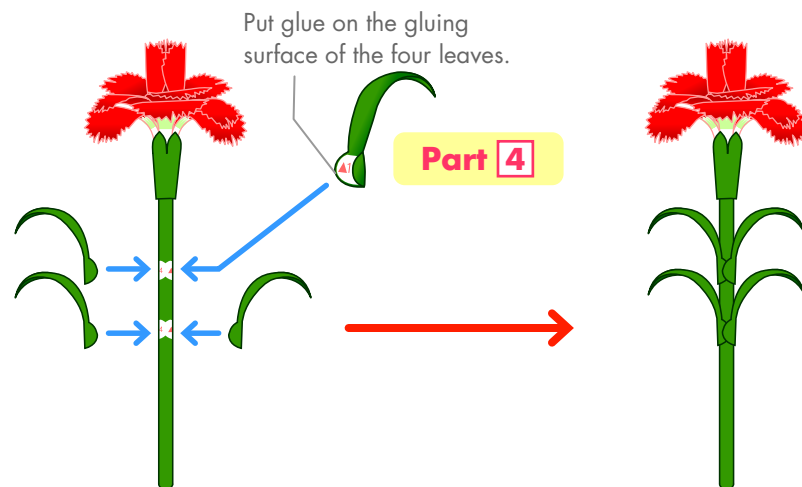 Put glue on the gluing
surface of the four leaves.
Part 4